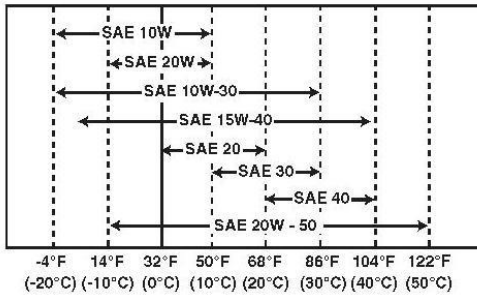 SAE 10W
SAE 20W
SAE 10W-30
SAE 15W-40
SAE 20
SAE 30
SAE 40
SAE 20W - 50
-4°F 14°F 32°F 50°F 68°F 86°F 104°F 122°F
(-20°C) (-10°C) (0°C) (10°C) (20°C) (30°C) (40°C) (50°C)